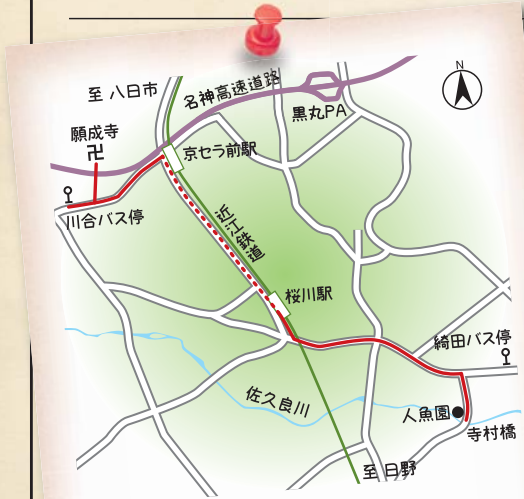 至 八日市
名神高速道路
N
黒丸PA
願成寺
卍
京セラ前駅
川合バス停
近江鉄道
桜川駅
綺田バス停
佐久良川
人魚園
寺村橋
至 日野